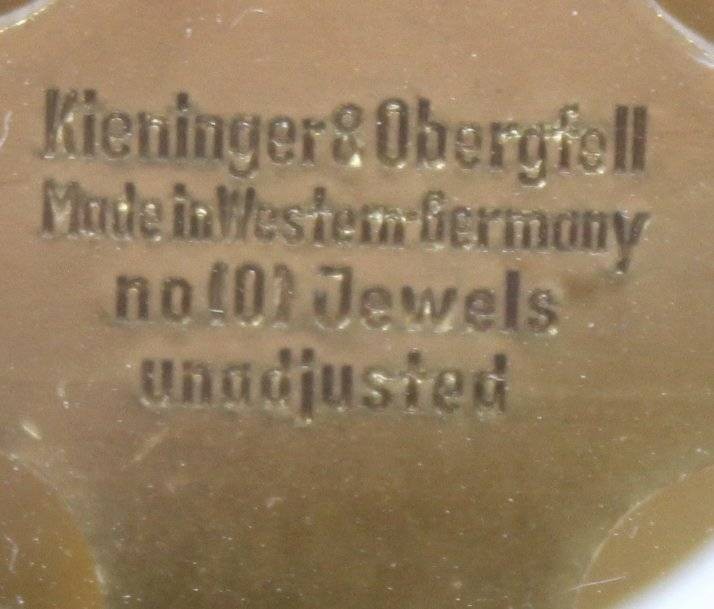 Kieninger & Obergfell
Made in Western-Germany
no (0) Jewels
unadjusted